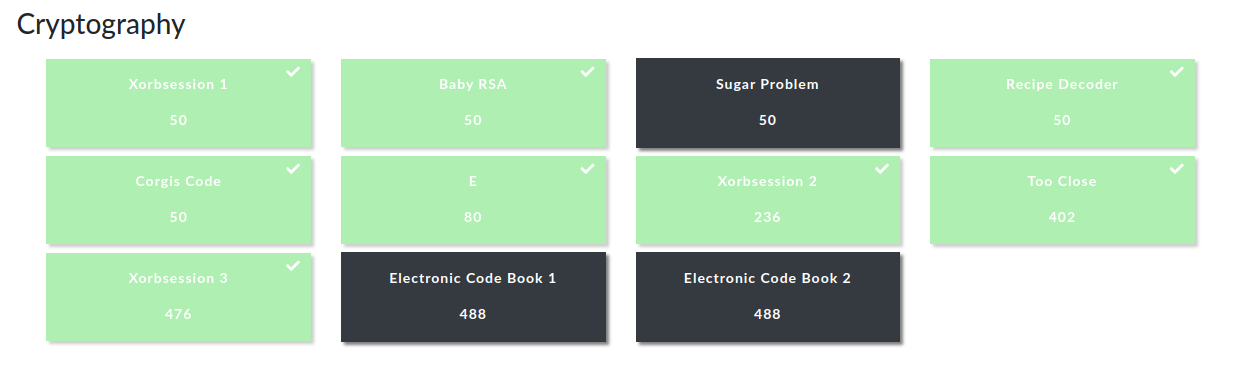 Cryptography
Xorbsession 1
50
Baby RSA
50
Sugar Problem
50
Recipe Decoder
50
Corgis Code
50
E
80
Xorbsession 2
236
Too Close
402
Xorbsession 3
476
Electronic Code Book 1
488
Electronic Code Book 2
488